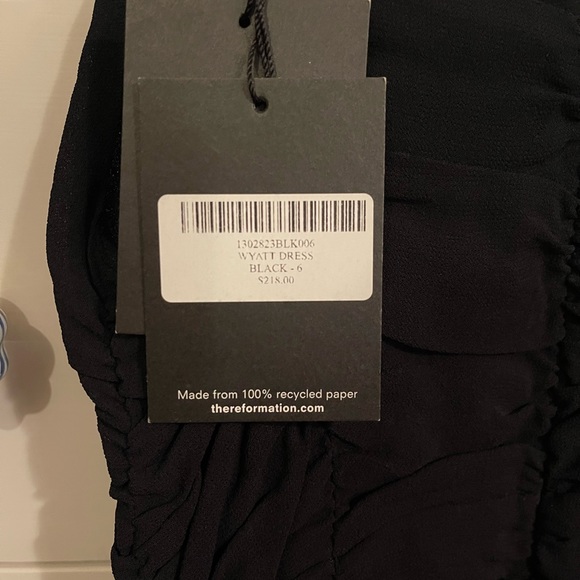 1302823BLK006
WYATT DRESS
BLACK - 6
$218.00
Made from 100% recycled paper
thereformation.com